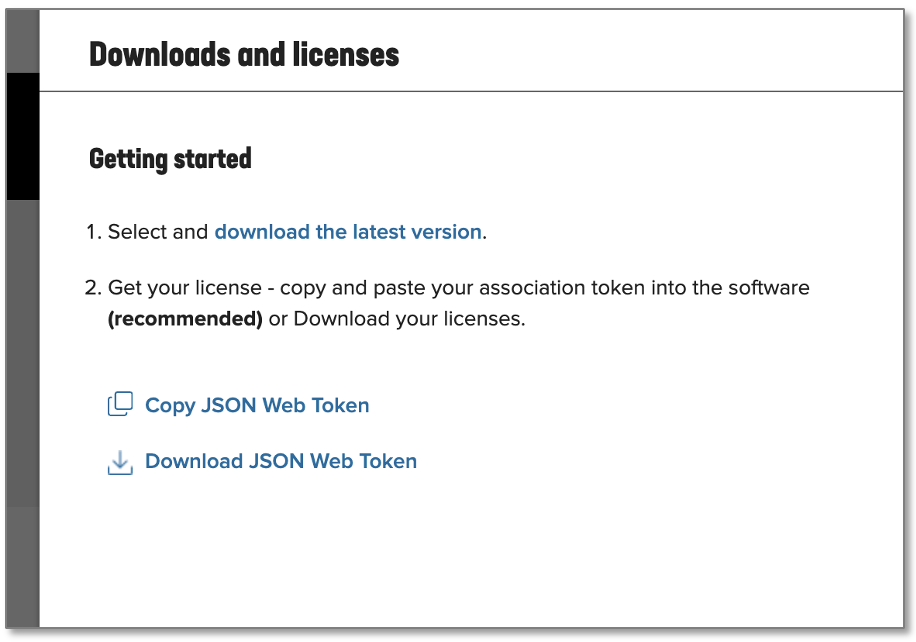 Downloads and licenses
Getting started
1. Select and download the latest version.
2. Get your license - copy and paste your association token into the software
(recommended) or Download your licenses.
Copy JSON Web Token
Download JSON Web Token